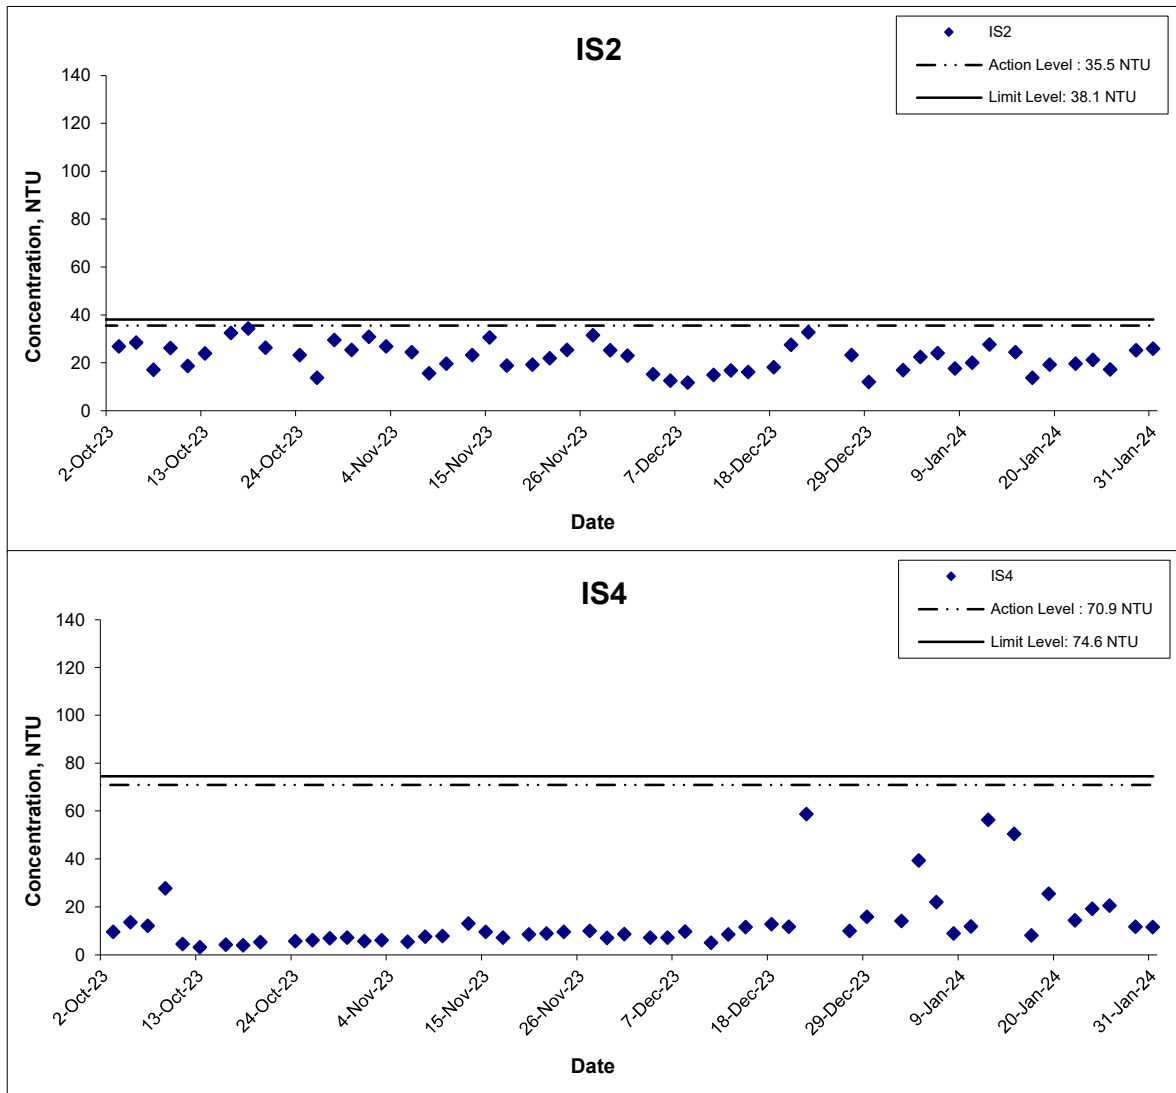 IS2
IS2
Action Level : 35.5 NTU
Limit Level: 38.1 NTU
Concentration, NTU
140
120
100
80
60
40
20
0
2-Oct-23
13-Oct-23
24-Oct-23
4-Nov-23
15-Nov-23
26-Nov-23
7-Dec-23
18-Dec-23
29-Dec-23
9-Jan-24
20-Jan-24
31-Jan-24
Date
IS4
IS4
Action Level : 70.9 NTU
Limit Level: 74.6 NTU
Concentration, NTU
140
120
100
80
60
40
20
0
2-Oct-23
13-Oct-23
24-Oct-23
4-Nov-23
15-Nov-23
26-Nov-23
7-Dec-23
18-Dec-23
29-Dec-23
9-Jan-24
20-Jan-24
31-Jan-24
Date